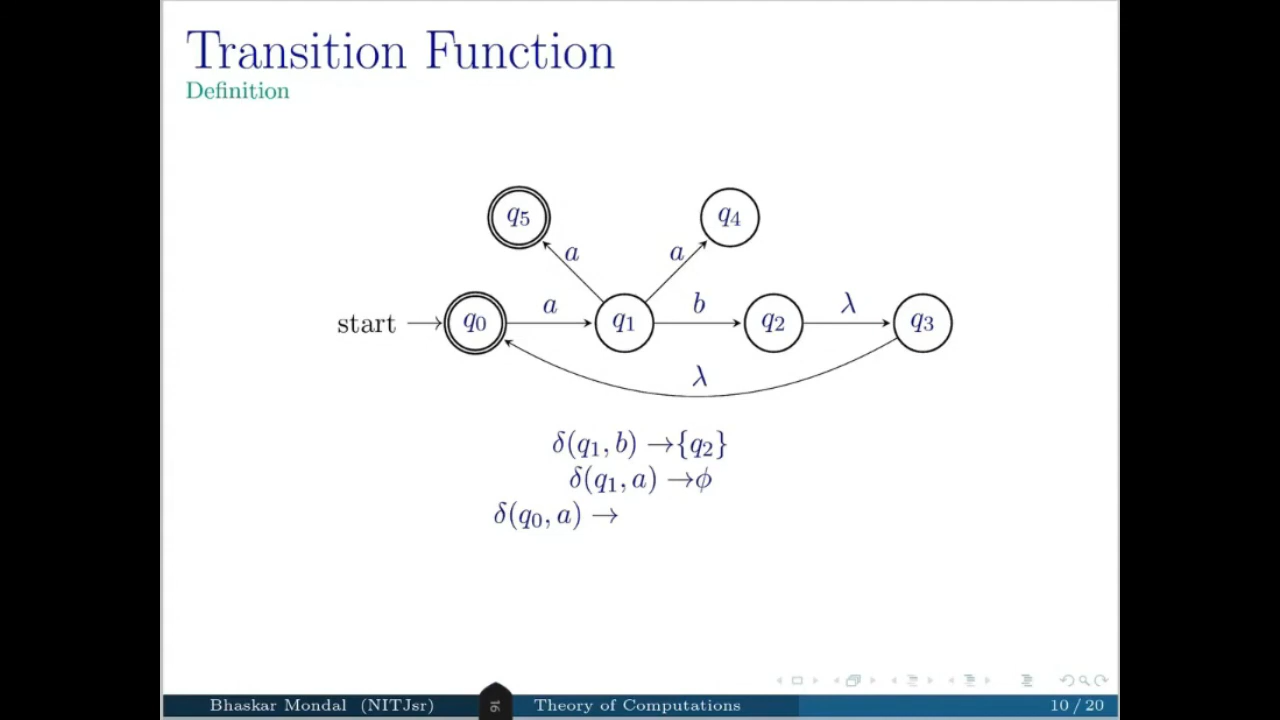 Transition Function
Definition
q5 q4
a a
a b λ
start q0 q1 q2 q3
λ
δ(q1, b) →{q2}
δ(q1, a) →ϕ
δ(q0, a) →
Bhaskar Mondal (NITJsr) 16 Theory of Computations 10 / 20